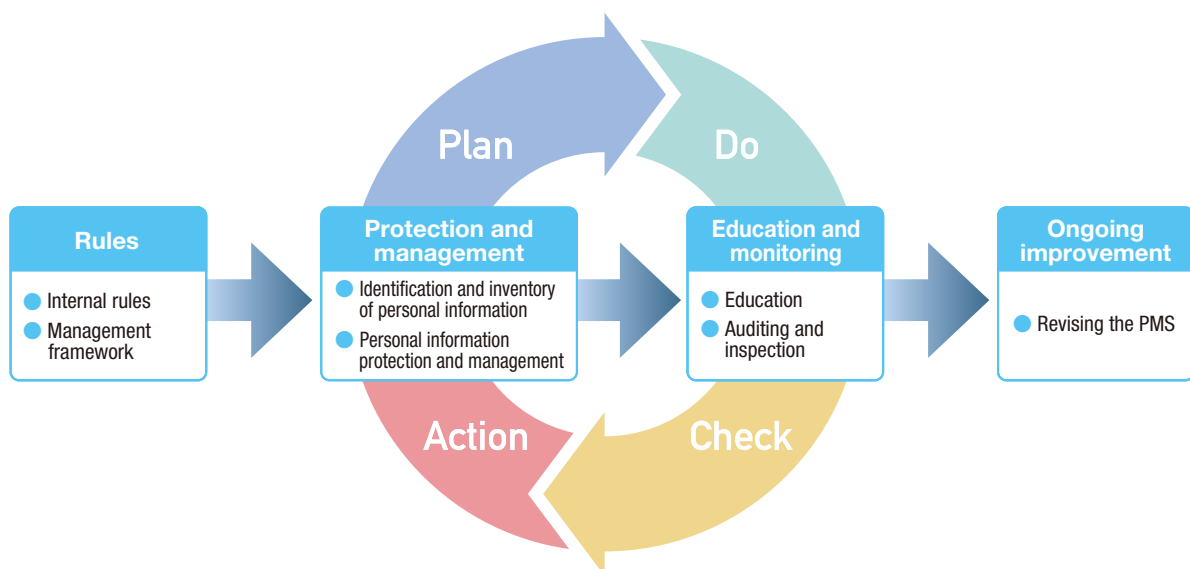 Plan
Do
Rules
Internal rules
Management
framework
Protection and
management
Identification and inventory
of personal information
Personal information
protection and management
Education and
monitoring
Education
Auditing and
inspection
Ongoing
improvement
Revising the PMS
Action
Check